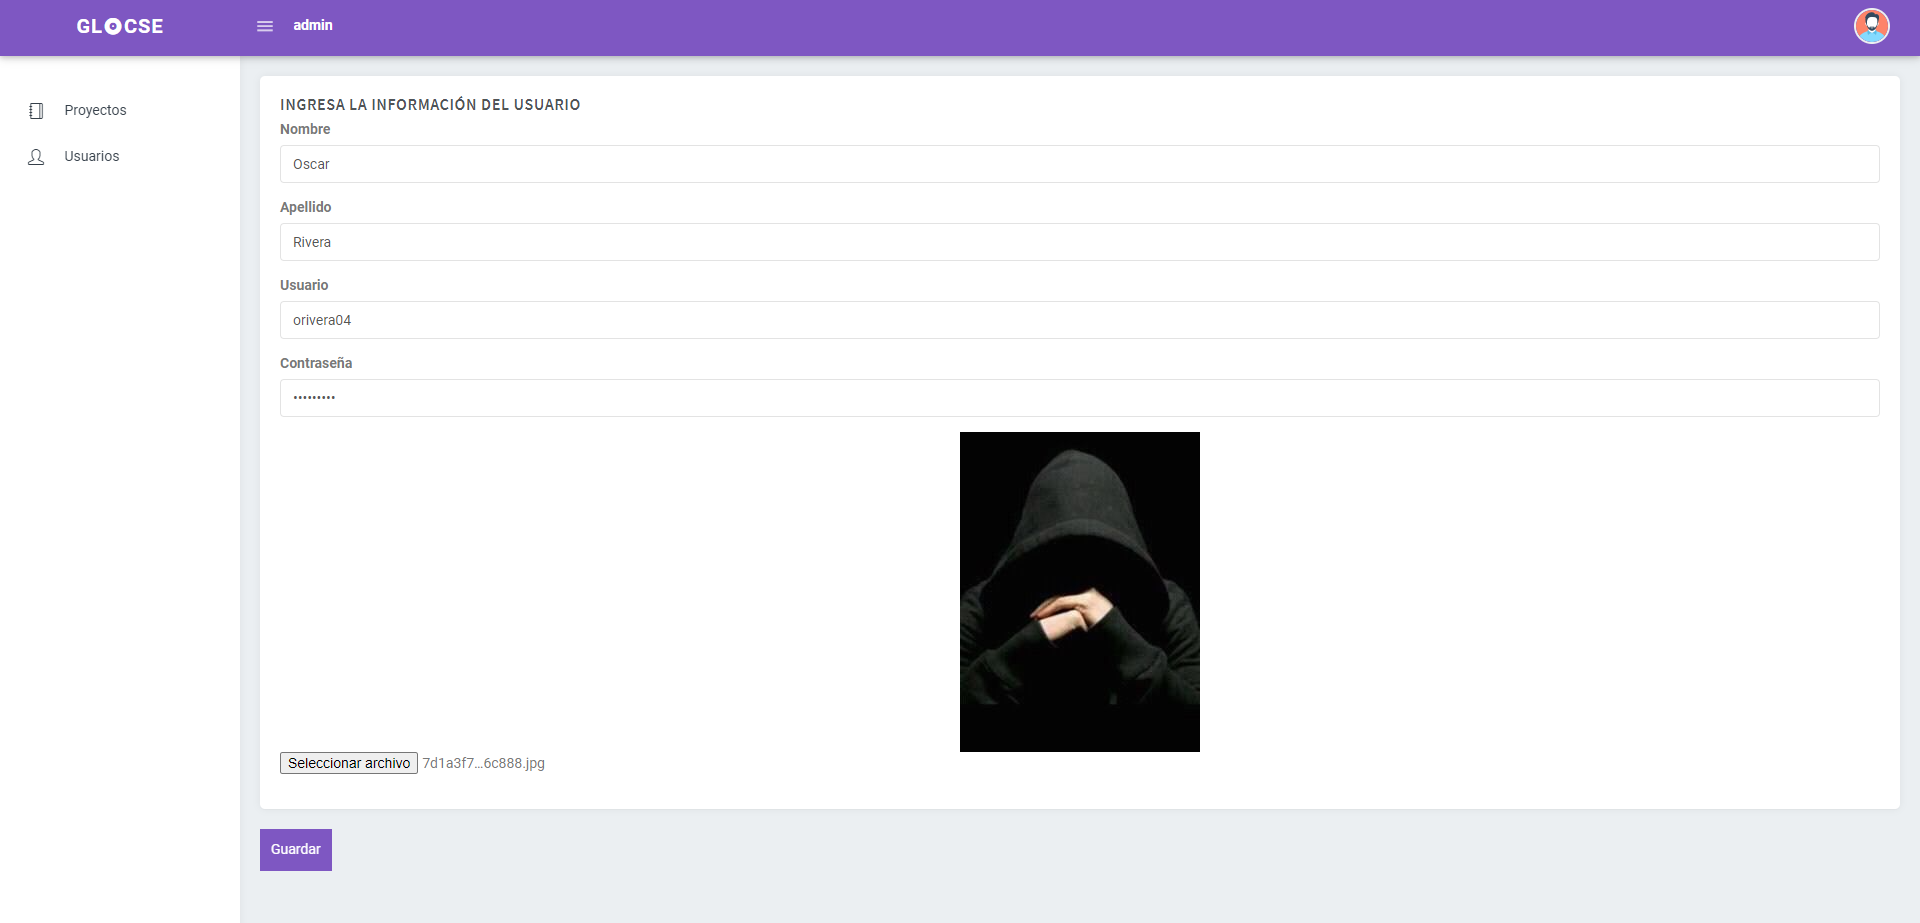 GLOCSE
admin
Proyectos
Usuarios
INGRESA LA INFORMACIÓN DEL USUARIO
Nombre
Oscar
Apellido
Rivera
Usuario
orivera04
Contraseña
•••••••••
Seleccionar archivo 7d1a3f7...6c888.jpg
Guardar